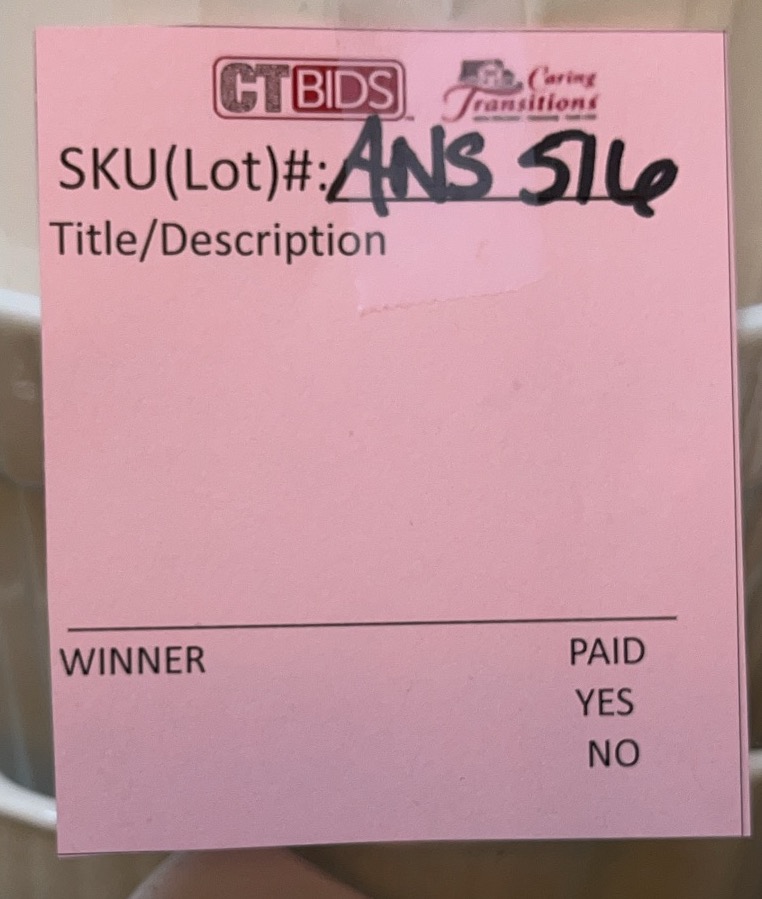 CTBIDS
Caring
Transitions
SKU(Lot)#: ANS 516
Title/Description
WINNER PAID
YES
NO